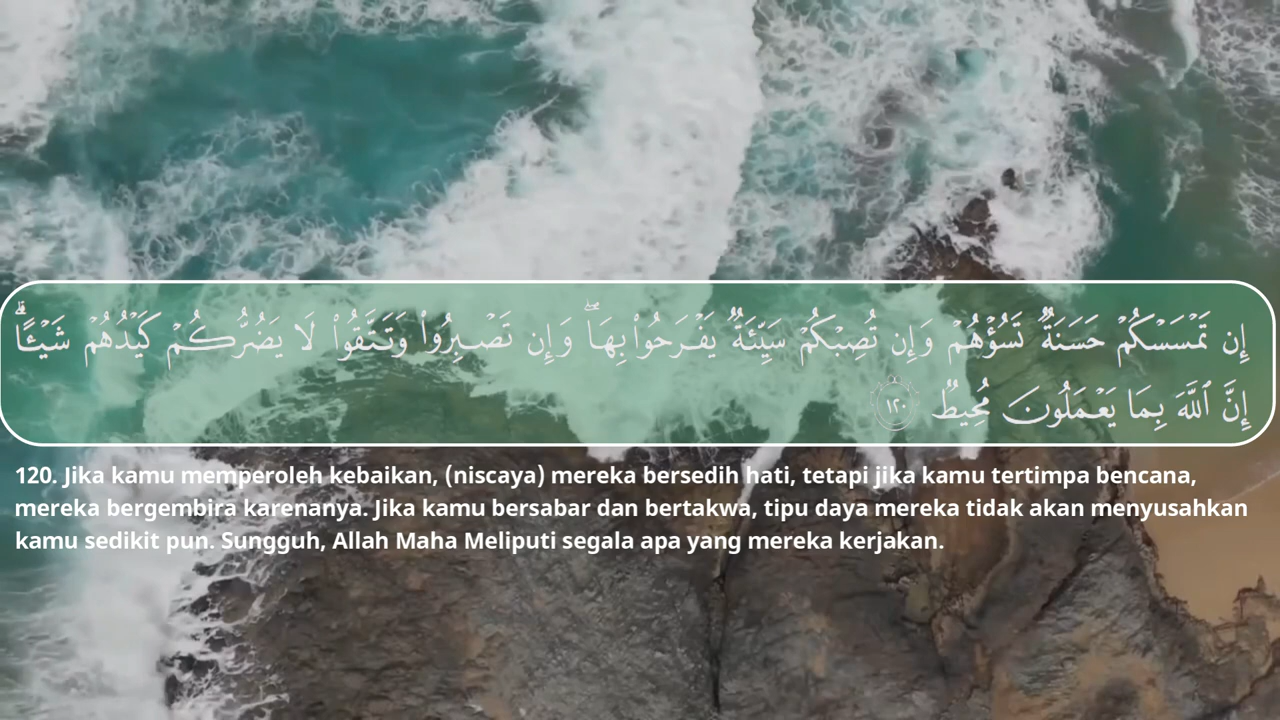 إِن تَمْسَسْكُمْ حَسَنَةٌ تَسُؤْهُمْ وَإِن تُصِبْكُمْ سَيِّئَةٌ يَفْرَحُوا۟ بِهَا ۖ وَإِن تَصْبِرُوا۟ وَتَتَّقُوا۟ لَا يَضُرُّكُمْ كَيْدُهُمْ شَيْـًٔا ۗ
إِنَّ ٱللَّهَ بِمَا يَعْمَلُونَ مُحِيطٌ ١٢٠
120. Jika kamu memperoleh kebaikan, (niscaya) mereka bersedih hati, tetapi jika kamu tertimpa bencana,
mereka bergembira karenanya. Jika kamu bersabar dan bertakwa, tipu daya mereka tidak akan menyusahkan
kamu sedikit pun. Sungguh, Allah Maha Meliputi segala apa yang mereka kerjakan.